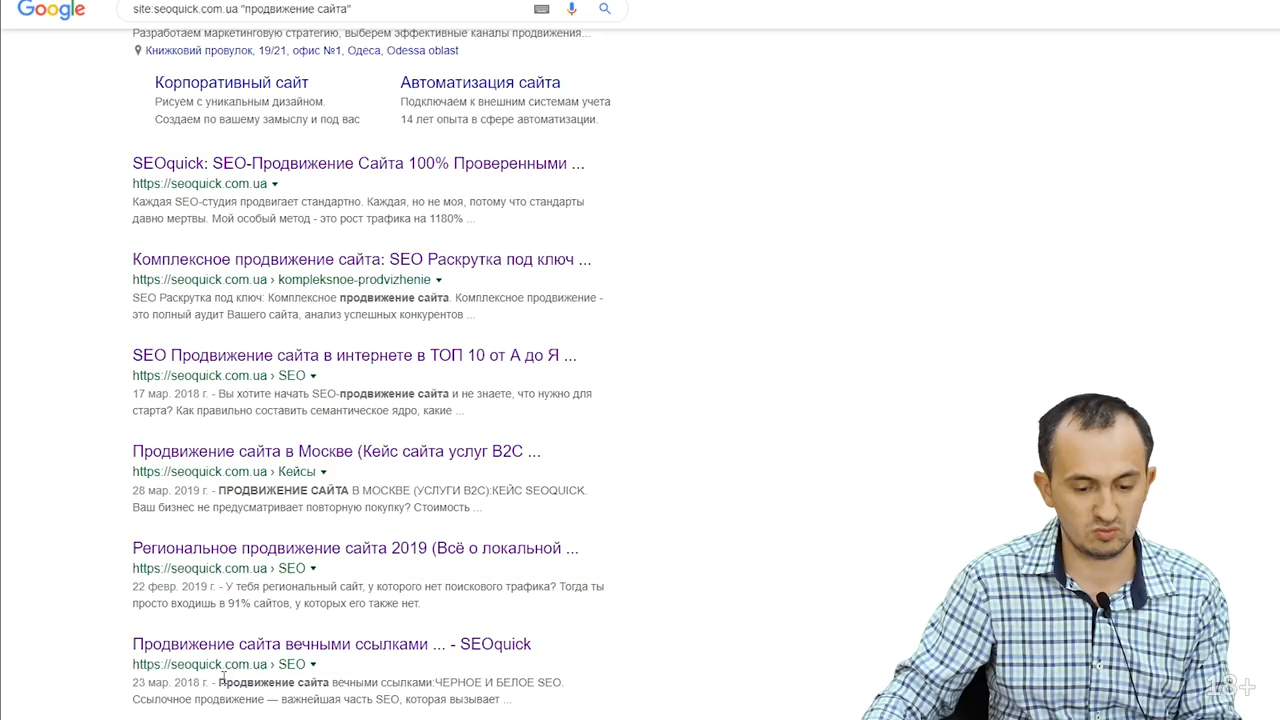 Google
site:seoquick.com.ua "продвижение сайта"
Разработаем маркетинговую стратегию, выберем эффективные каналы продвижения...
Книжковий провулок, 19/21, офис №1, Одеса, Odessa oblast
Корпоративный сайт
Рисуем с уникальным дизайном.
Создаем по вашему замыслу и под вас
Автоматизация сайта
Подключаем к внешним системам учета
14 лет опыта в сфере автоматизации.
SEOquick: SEO-Продвижение Сайта 100% Проверенными ...
https://seoquick.com.ua
Каждая SEO-студия продвигает стандартно. Каждая, но не моя, потому что стандарты
давно мертвы. Мой особый метод - это рост трафика на 1180% ...
Комплексное продвижение сайта: SEO Раскрутка под ключ ...
https://seoquick.com.ua › kompleksnoe-prodvizhenie
SEO Раскрутка под ключ: Комплексное продвижение сайта. Комплексное продвижение -
это полный аудит Вашего сайта, анализ успешных конкурентов ...
SEO Продвижение сайта в интернете в ТОП 10 от А до Я ...
https://seoquick.com.ua › SEO
17 мар. 2018 г. - Вы хотите начать SEO-продвижение сайта и не знаете, что нужно для
старта? Как правильно составить семантическое ядро, какие ...
Продвижение сайта в Москве (Кейс сайта услуг B2C ...
https://seoquick.com.ua › Кейсы
28 мар. 2019 г. - ПРОДВИЖЕНИЕ САЙТА В МОСКВЕ (УСЛУГИ B2C):КЕЙС SEOQUICK.
Ваш бизнес не предусматривает повторную покупку? Стоимость ...
Региональное продвижение сайта 2019 (Всё о локальной ...
https://seoquick.com.ua › SEO
22 февр. 2019 г. - У тебя региональный сайт, у которого нет поискового трафика? Тогда ты
просто входишь в 91% сайтов, у которых его также нет.
Продвижение сайта вечными ссылками ... - SEOquick
https://seoquick.com.ua › SEO
23 мар. 2018 г. - Продвижение сайта вечными ссылками:ЧЕРНОЕ И БЕЛОЕ SEO.
Ссылочное продвижение — важнейшая часть SEO, которая вызывает ...
18+